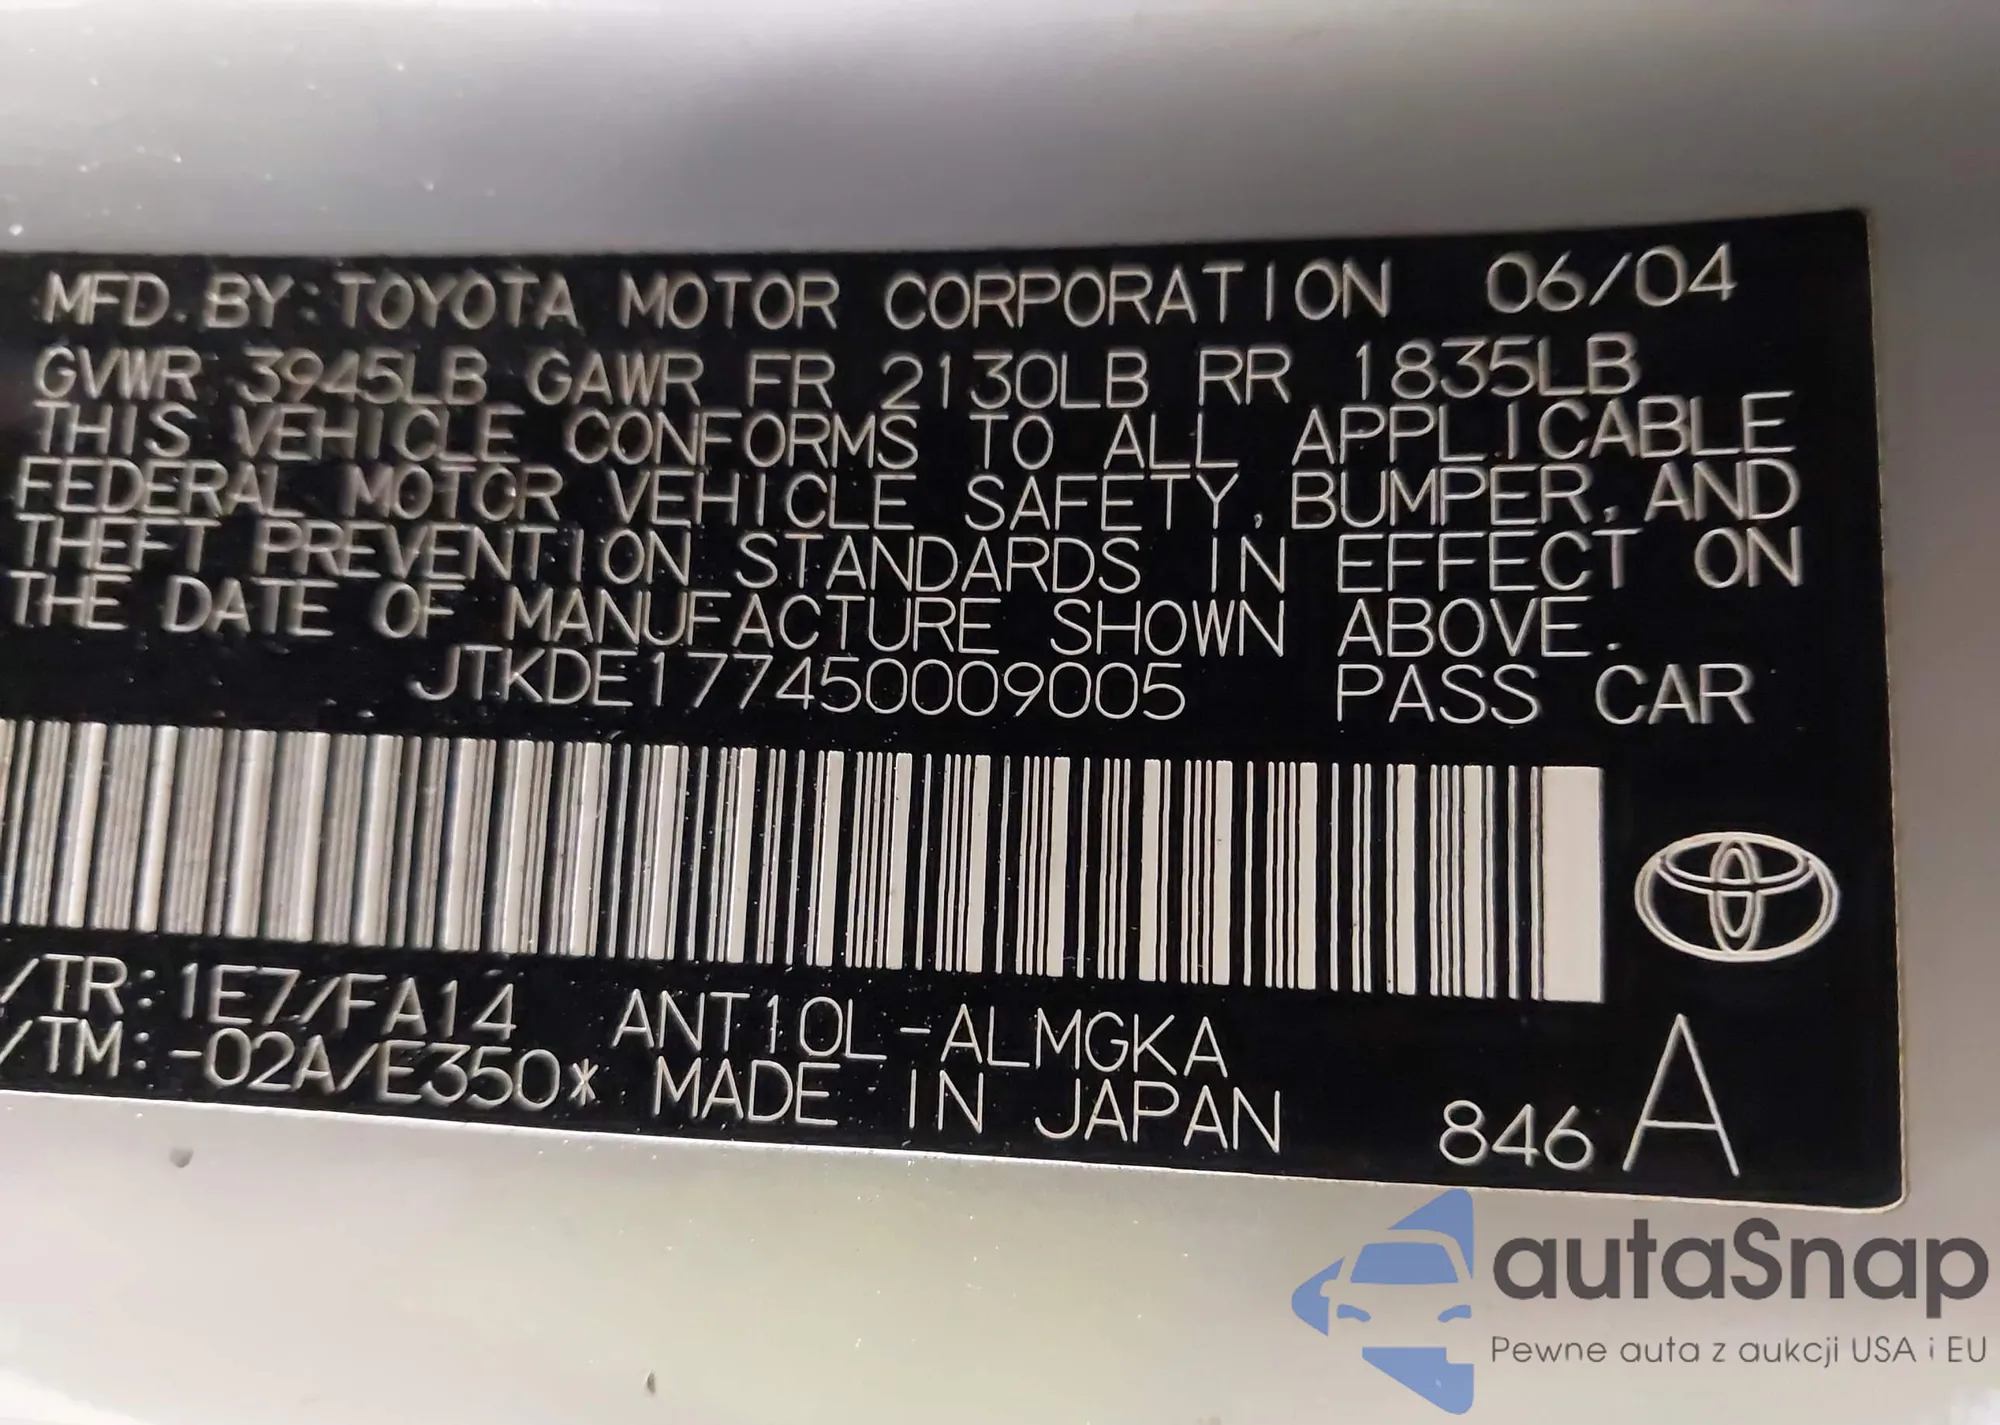 MFD. BY: TOYOTA MOTOR CORPORATION 06/04
GVWR 3945LB GAWR FR 2130LB RR 1835LB
THIS VEHICLE CONFORMS TO ALL APPLICABLE
FEDERAL MOTOR VEHICLE SAFETY, BUMPER, AND
THEFT PREVENTION STANDARDS IN EFFECT ON
THE DATE OF MANUFACTURE SHOWN ABOVE.
JTKDE177450009005 PASS CAR
/TR: 1E7/FA14 ANT10L-ALMGKA
/TM: -02A/E350* MADE IN JAPAN 846 A
autaSnap
Pewne auta z aukcji USA i EU